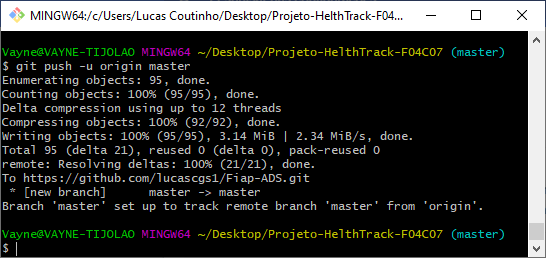 MINGW64:/c/Users/Lucas Coutinho/Desktop/Projeto-HelthTrack-F04...
Vayne@VAYNE-TIJOLAO MINGW64 ~/Desktop/Projeto-HelthTrack-F04C07 (master)
$ git push -u origin master
Enumerating objects: 95, done.
Counting objects: 100% (95/95), done.
Delta compression using up to 12 threads
Compressing objects: 100% (92/92), done.
Writing objects: 100% (95/95), 3.14 MiB | 2.34 MiB/s, done.
Total 95 (delta 21), reused 0 (delta 0), pack-reused 0
remote: Resolving deltas: 100% (21/21), done.
To https://github.com/lucascgs1/Fiap-ADS.git
 * [new branch]      master -> master
Branch 'master' set up to track remote branch 'master' from 'origin'.
Vayne@VAYNE-TIJOLAO MINGW64 ~/Desktop/Projeto-HelthTrack-F04C07 (master)
$